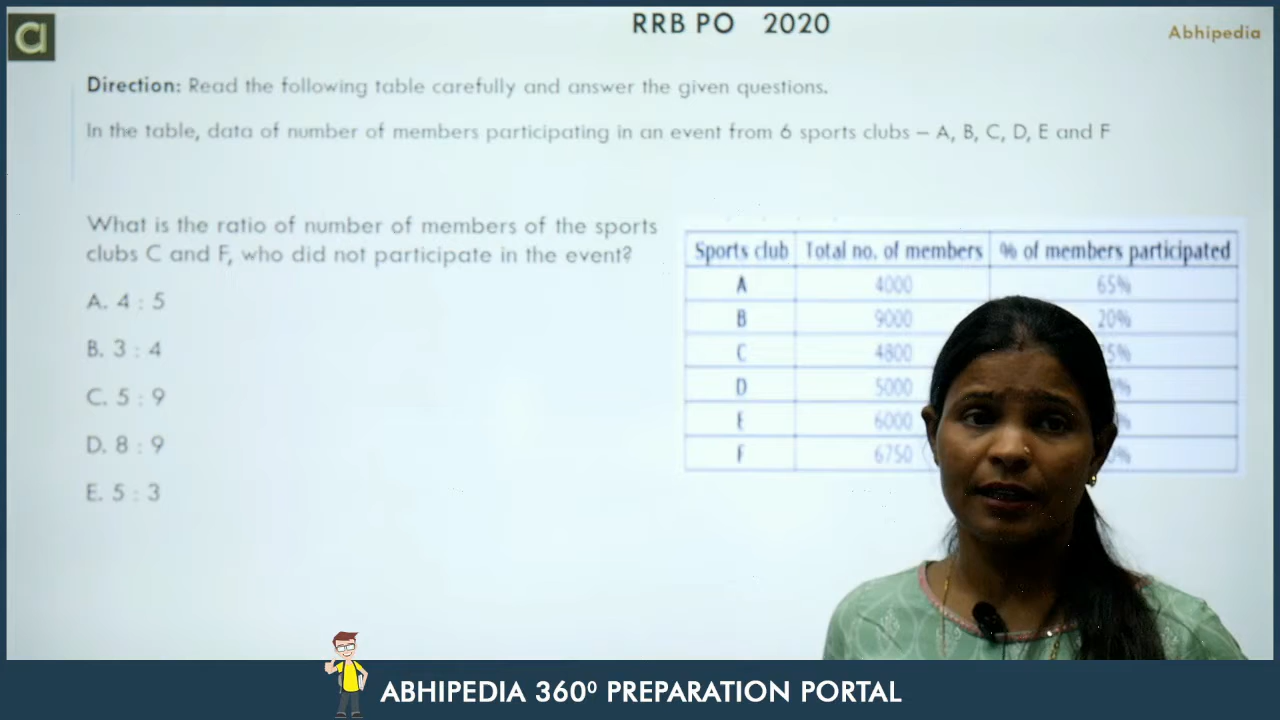 RRB PO 2020
Abhipedia
Direction: Read the following table carefully and answer the given questions.
In the table, data of number of members participating in an event from 6 sports clubs – A, B, C, D, E and F
What is the ratio of number of members of the sports
clubs C and F, who did not participate in the event?
A. 4 : 5
B. 3 : 4
C. 5 : 9
D. 8 : 9
E. 5 : 3
Sports club Total no. of members % of members participated
A 4000 65%
B 9000 20%
C 4800 5%
D 5000 %
E 6000 %
F 6750 %
ABHIPEDIA 360⁰ PREPARATION PORTAL